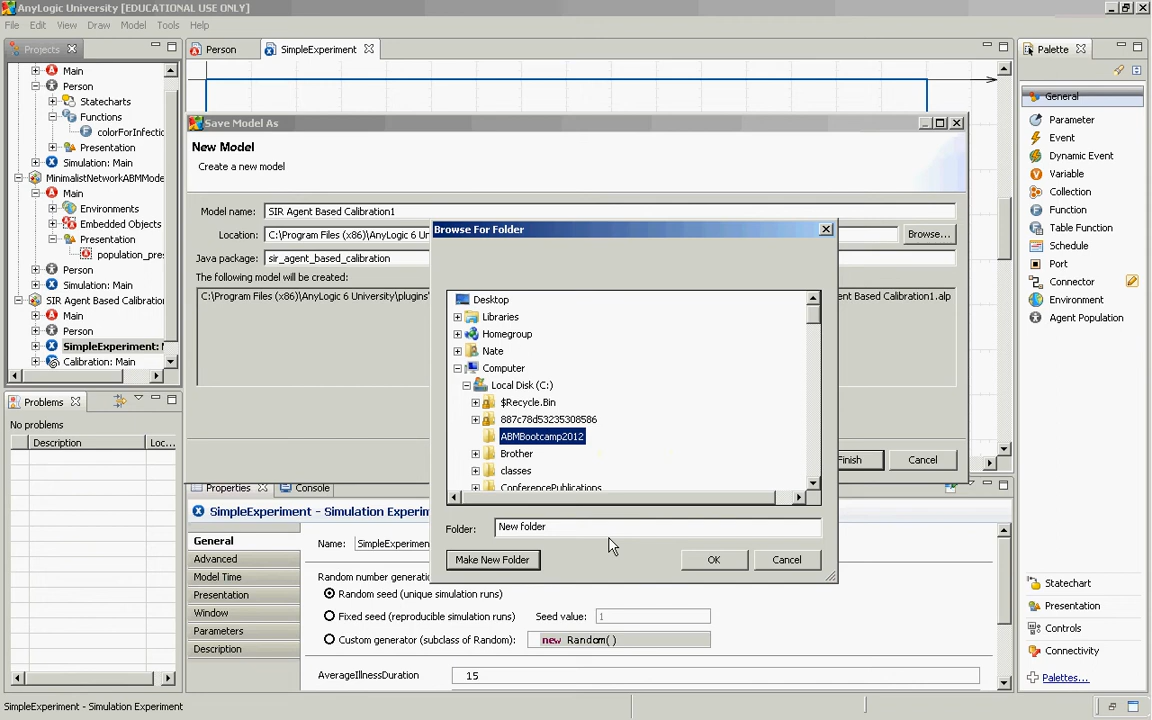 AnyLogic University [EDUCATIONAL USE ONLY]
File Edit View Draw Model Tools Help
Projects
Main
Person
Statecharts
Functions
colorForInfectio
Presentation
Simulation: Main
MinimalistNetworkABMMode
Main
Environments
Embedded Objects
Presentation
population_pres
Person
Simulation: Main
SIR Agent Based Calibration
Main
Person
SimpleExperiment:
Calibration: Main
Problems
No problems
Description Loc...
Person SimpleExperiment
Save Model As
New Model
Create a new model
Model name: SIR Agent Based Calibration1
Location: C:\Program Files (x86)\AnyLogic 6 Un Browse...
Java package: sir_agent_based_calibration
The following model will be created:
C:\Program Files (x86)\AnyLogic 6 University\plugins\ ent Based Calibration1.alp
Finish Cancel
Browse For Folder
Desktop
Libraries
Homegroup
Nate
Computer
Local Disk (C:)
$Recycle.Bin
887c78d53235308586
ABMBootcamp2012
Brother
classes
ConferencePublications
Folder: New folder
Make New Folder OK Cancel
Properties Console
SimpleExperiment - Simulation Experim
General
Advanced
Model Time
Presentation
Window
Parameters
Description
Name: SimpleExperimen
Random number generatio
Random seed (unique simulation runs)
Fixed seed (reproducible simulation runs) Seed value: 1
Custom generator (subclass of Random): new Random()
AverageIllnessDuration 15
Palette
General
Parameter
Event
Dynamic Event
Variable
Collection
Function
Table Function
Schedule
Port
Connector
Environment
Agent Population
Statechart
Presentation
Controls
Connectivity
Palettes...
SimpleExperiment - Simulation Experiment